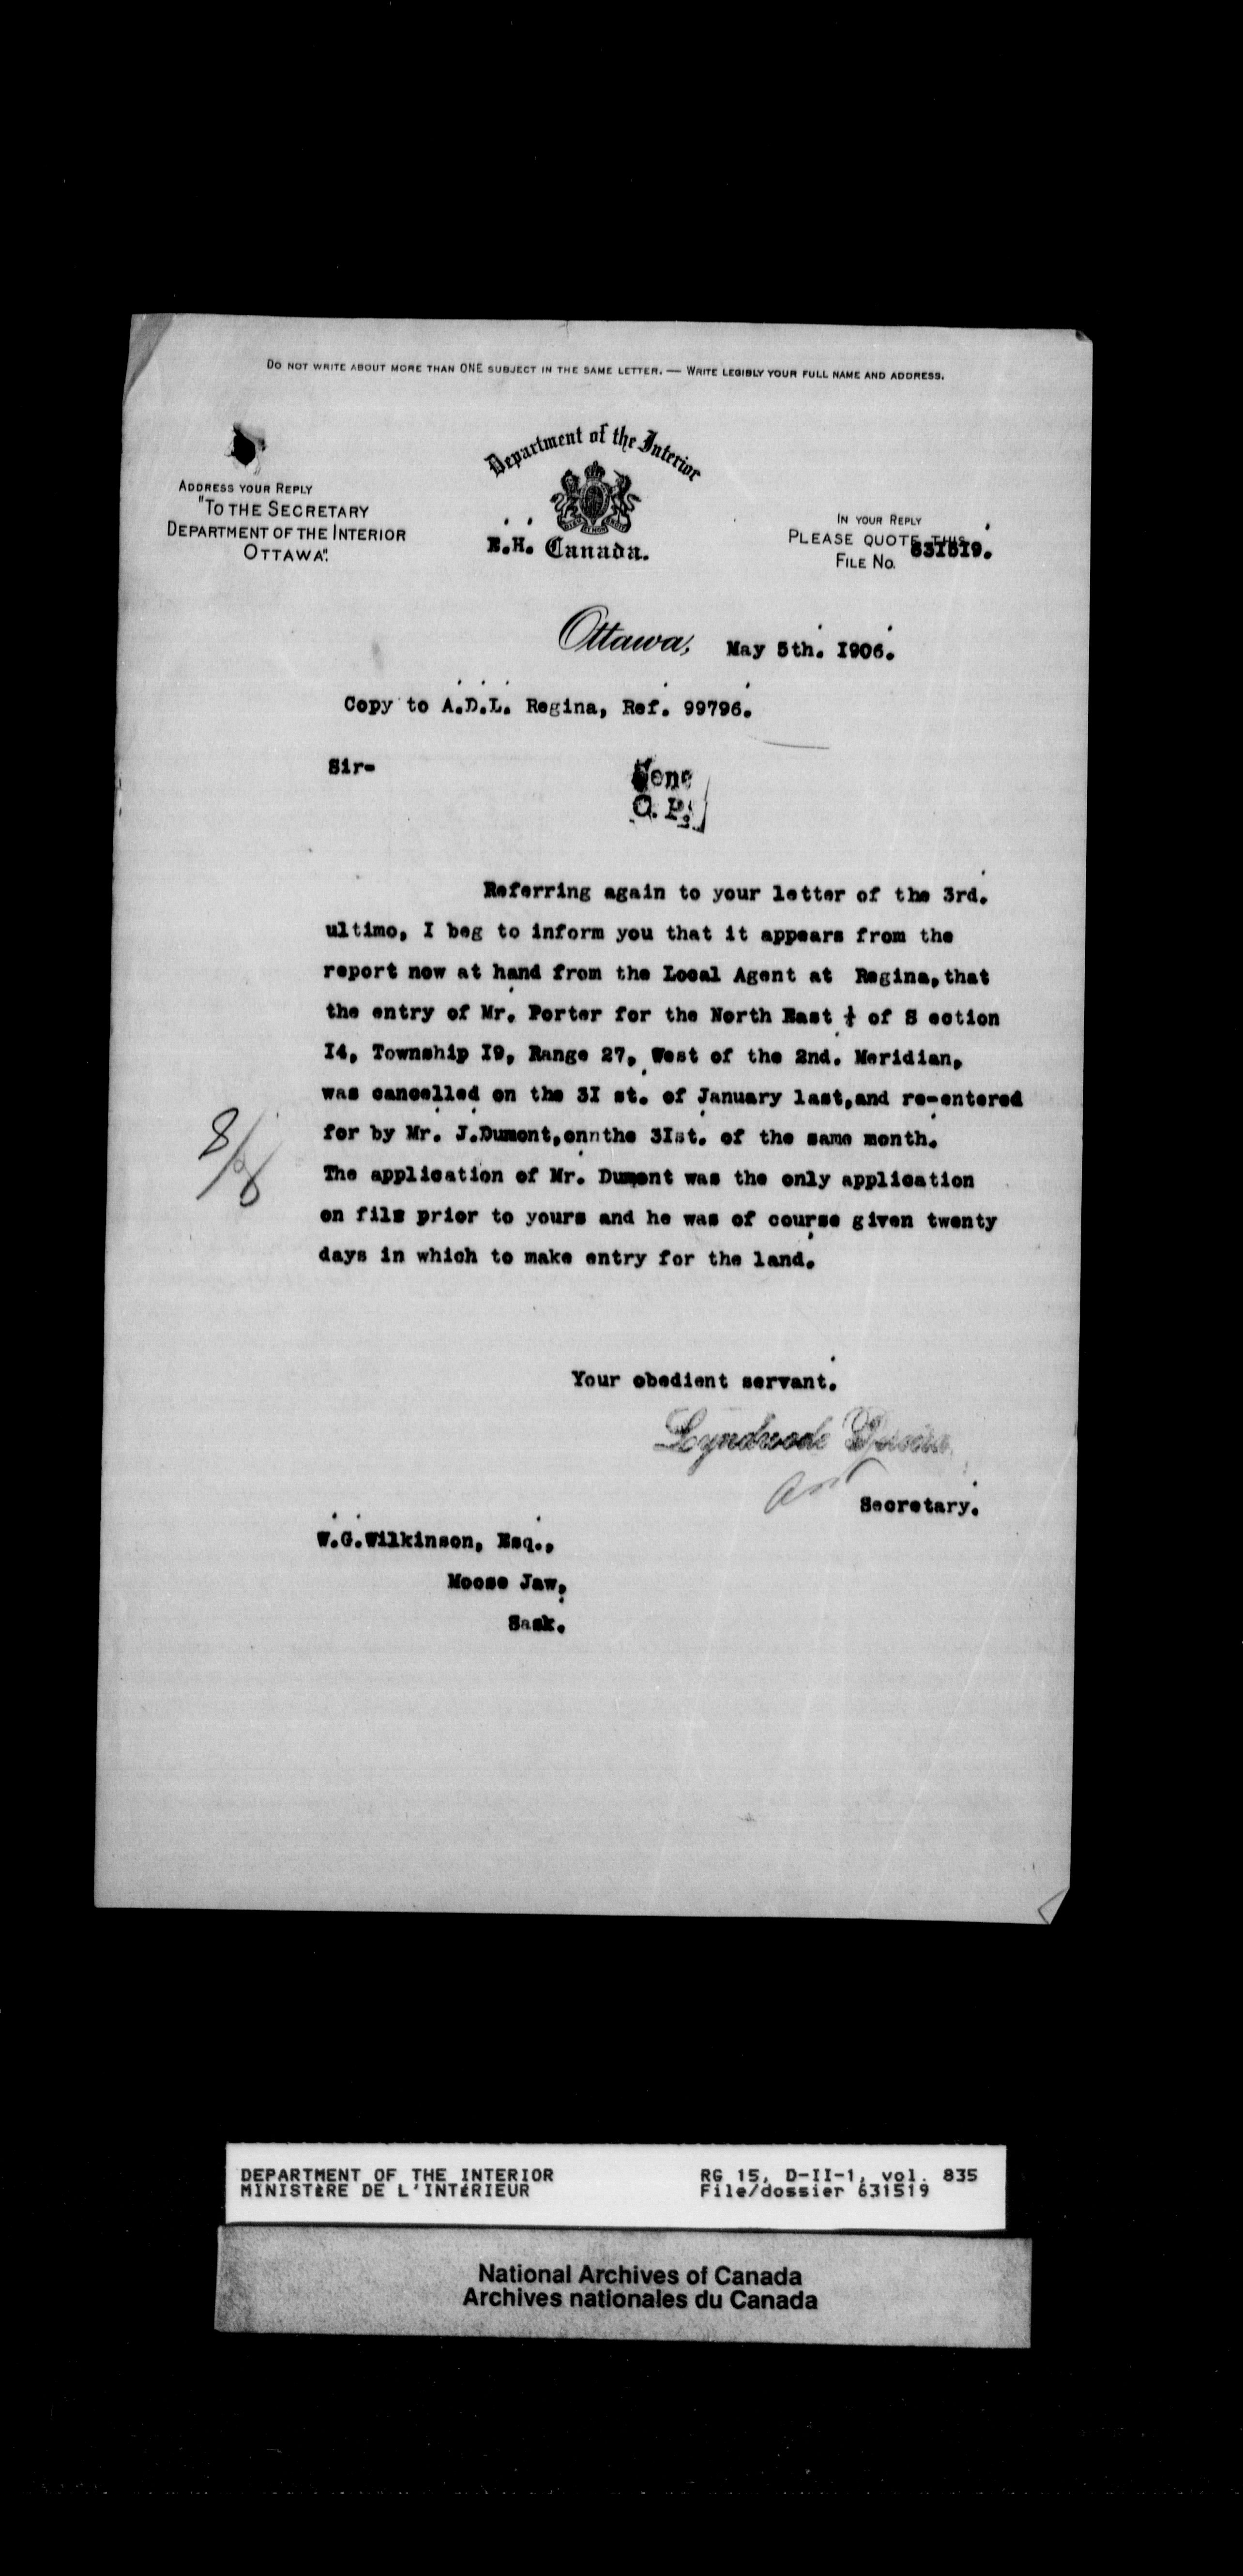 DO NOT WRITE ABOUT MORE THAN ONE SUBJECT IN THE SAME LETTER. — WRITE LEGIBLY YOUR FULL NAME AND ADDRESS.
Department of the Interior
ADDRESS YOUR REPLY
"TO THE SECRETARY
DEPARTMENT OF THE INTERIOR
OTTAWA".
E.H. Canada.
IN YOUR REPLY
PLEASE QUOTE THIS
FILE No. 631519.
Ottawa, May 5th. I906.
Copy to A.D.L. Regina, Ref. 99796.
Sir-
O. P.
Referring again to your letter of the 3rd.
ultimo, I beg to inform you that it appears from the
report now at hand from the Local Agent at Regina,that
the entry of Mr. Porter for the North East ¼ of S ection
I4, Township I9, Range 27, West of the 2nd. Meridian,
was cancelled on the 3I st. of January last,and re-entered
for by Mr. J.Dumont,onnthe 3Ist. of the same month.
The application of Mr. Dumont was the only application
on file prior to yours and he was of course given twenty
days in which to make entry for the land.
Your obedient servant.
Lyndwode Pereira
Secretary.
W.G.Wilkinson, Esq.,
Moose Jaw,
Sask.
DEPARTMENT OF THE INTERIOR RG 15, D-II-1, vol. 835
MINISTèRE DE L'INTéRIEUR File/dossier 631519
National Archives of Canada
Archives nationales du Canada